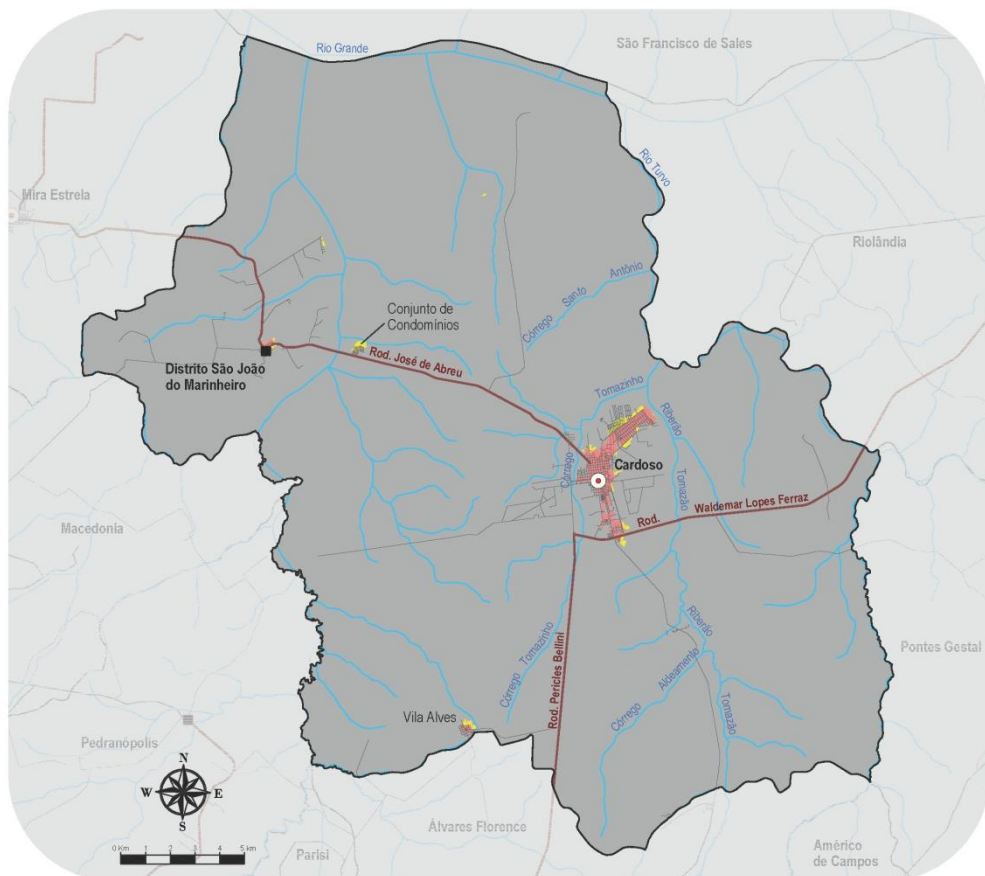 São Francisco de Sales
Rio Grande
Rio Turvo
Mira Estrela
Riolândia
Córrego Santo Antônio
Conjunto de
Condomínios
Distrito São João
do Marinheiro
Rod. José de Abreu
Tomazinho
Córrego
Riberão
Tomazão
Cardoso
Rod. Waldemar Lopes Ferraz
Macedonia
Pontes Gestal
Riberão
Tomazão
Córrego Aldeamento
Córrego Tomazinho
Rod. Pericles Bellini
Vila Alves
Pedranópolis
N
W E
S
Álvares Florence
Parisi
Américo
de Campos
0 Km 1 2 3 4 5 km